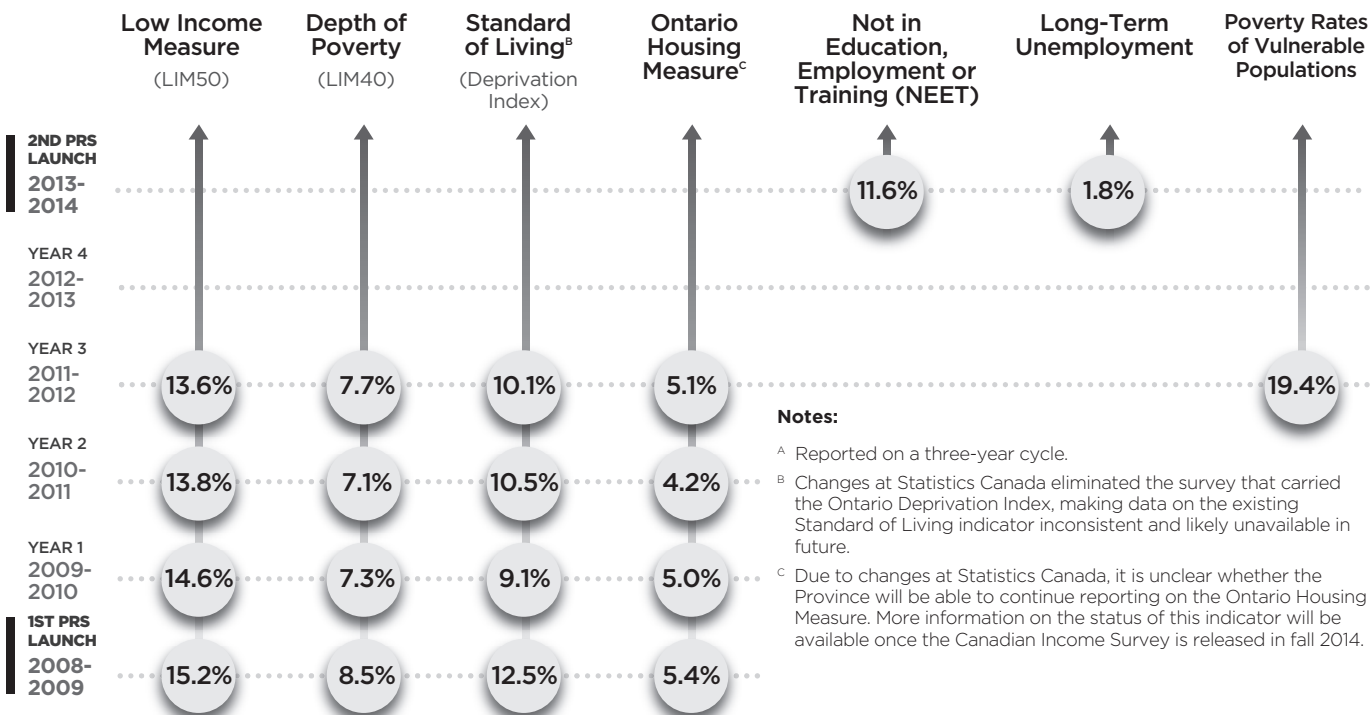 Low Income
Measure
(LIM50)
Depth of
Poverty
(LIM40)
Standard
of Livingᴮ
(Deprivation
Index)
Ontario
Housing
Measureᶜ
Not in
Education,
Employment or
Training (NEET)
Long-Term
Unemployment
Poverty Rates
of Vulnerable
Populations
2ND PRS
LAUNCH
2013-
2014
11.6%
1.8%
YEAR 4
2012-
2013
YEAR 3
2011-
2012
13.6%
7.7%
10.1%
5.1%
19.4%
YEAR 2
2010-
2011
13.8%
7.1%
10.5%
4.2%
YEAR 1
2009-
2010
14.6%
7.3%
9.1%
5.0%
1ST PRS
LAUNCH
2008-
2009
15.2%
8.5%
12.5%
5.4%
Notes:
ᴬ Reported on a three-year cycle.
ᴮ Changes at Statistics Canada eliminated the survey that carried
the Ontario Deprivation Index, making data on the existing
Standard of Living indicator inconsistent and likely unavailable in
future.
ᶜ Due to changes at Statistics Canada, it is unclear whether the
Province will be able to continue reporting on the Ontario Housing
Measure. More information on the status of this indicator will be
available once the Canadian Income Survey is released in fall 2014.